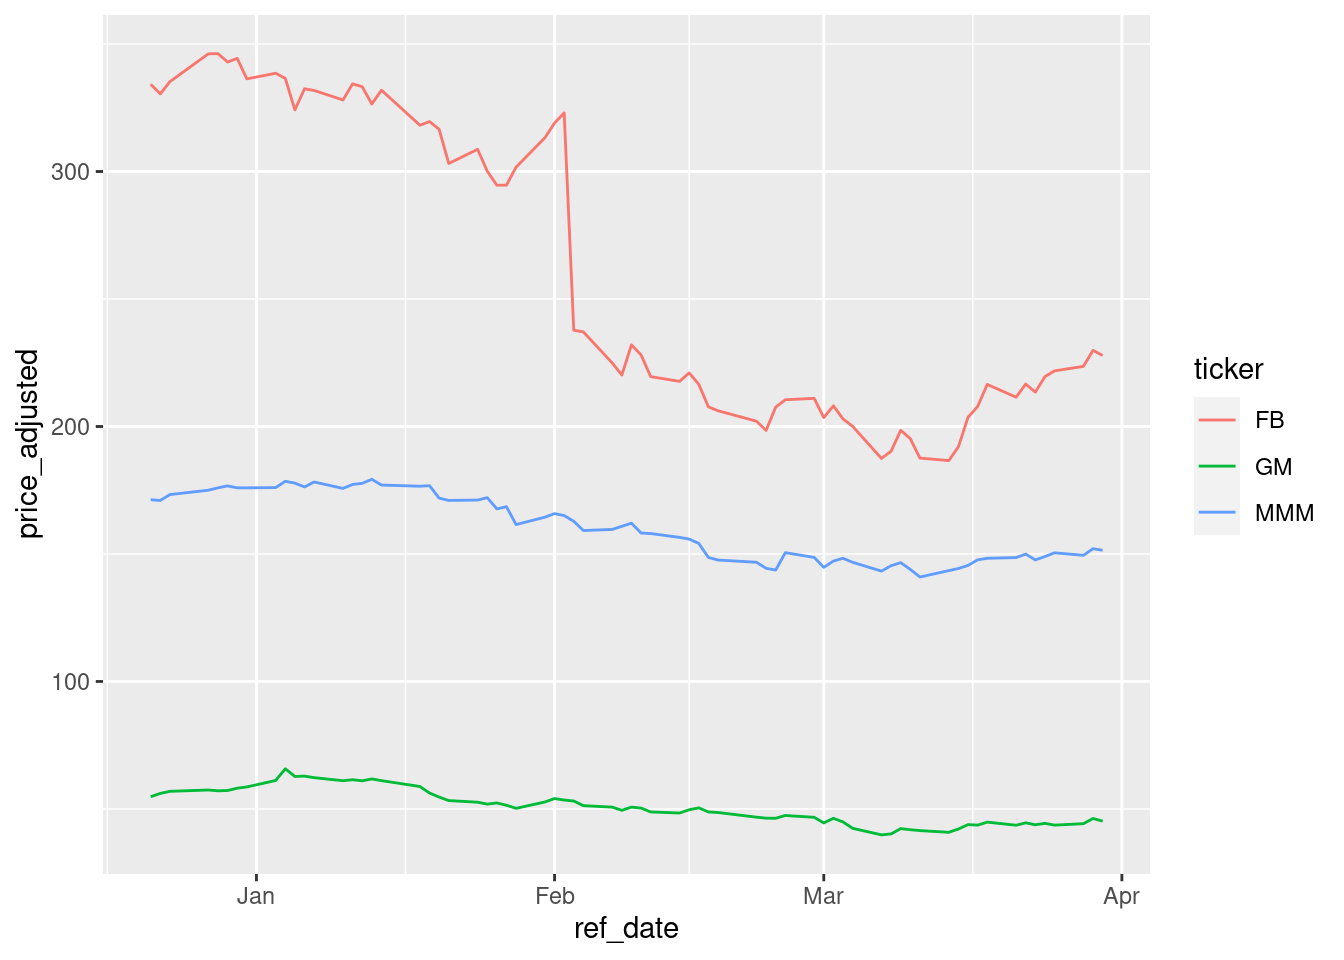 price_adjusted
300
200
100
Jan
Feb
Mar
Apr
ref_date
ticker
FB
GM
MMM